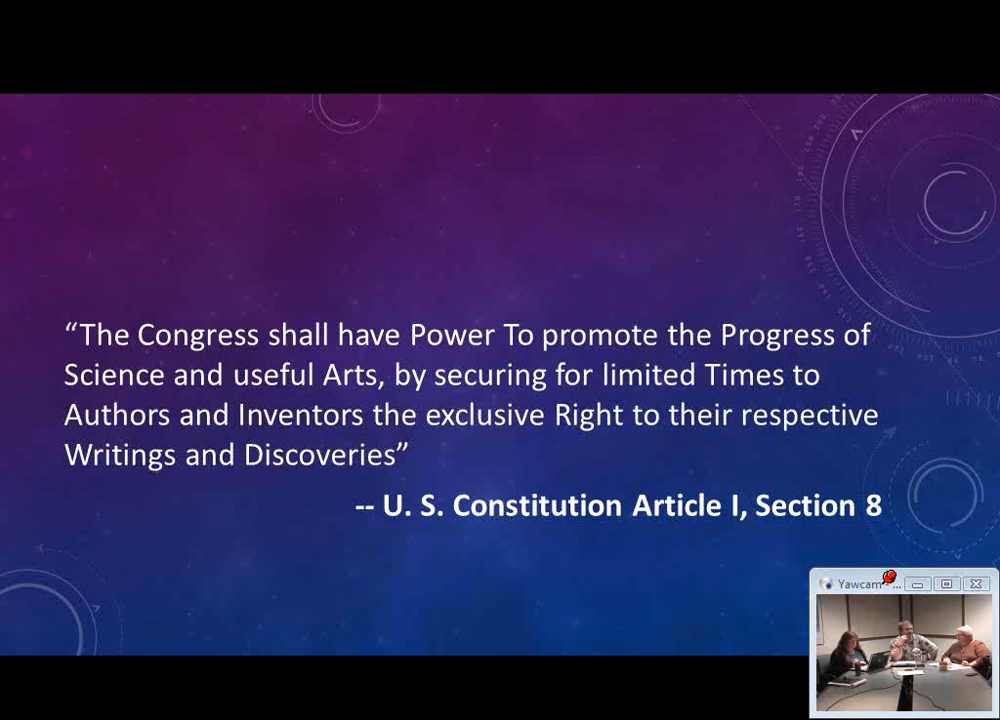 “The Congress shall have Power To promote the Progress of
Science and useful Arts, by securing for limited Times to
Authors and Inventors the exclusive Right to their respective
Writings and Discoveries”
-- U. S. Constitution Article I, Section 8
Yawcam - ...